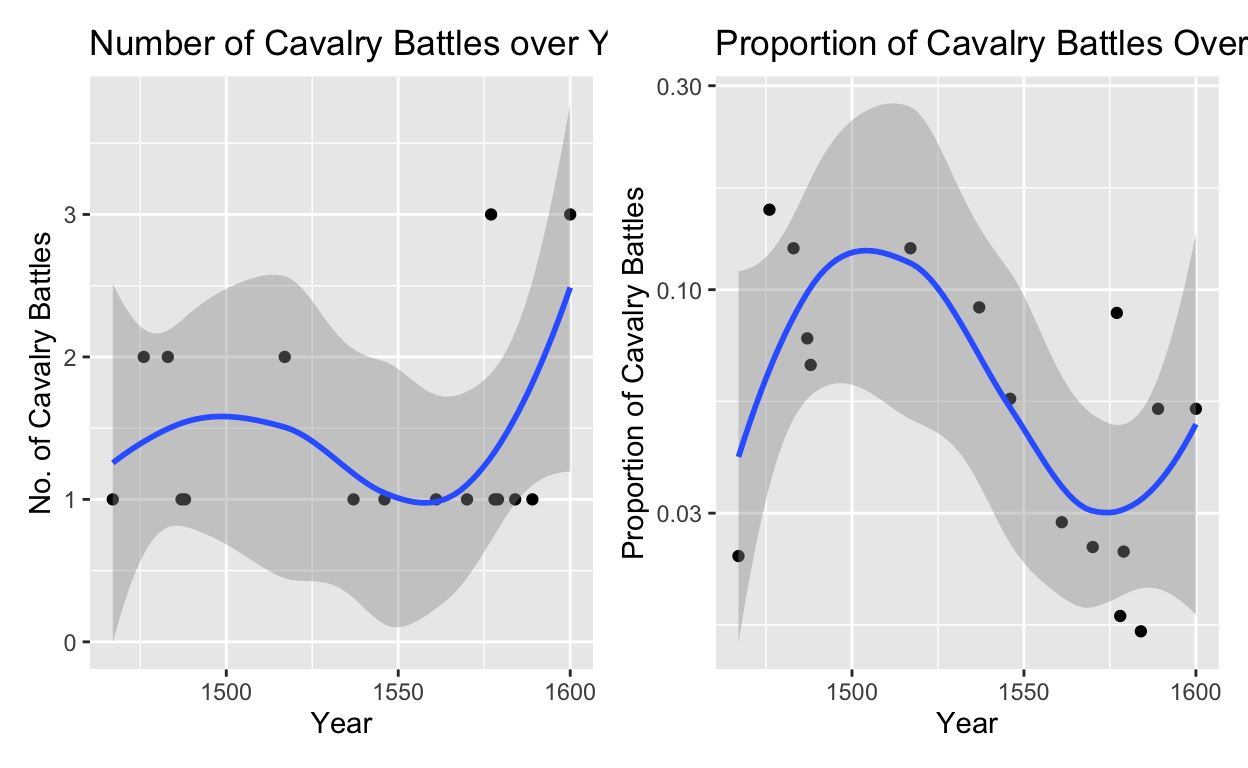 Number of Cavalry Battles over Y
No. of Cavalry Battles
3
2
1
0
1500 1550 1600
Year
Proportion of Cavalry Battles Over
Proportion of Cavalry Battles
0.30
0.10
0.03
1500 1550 1600
Year